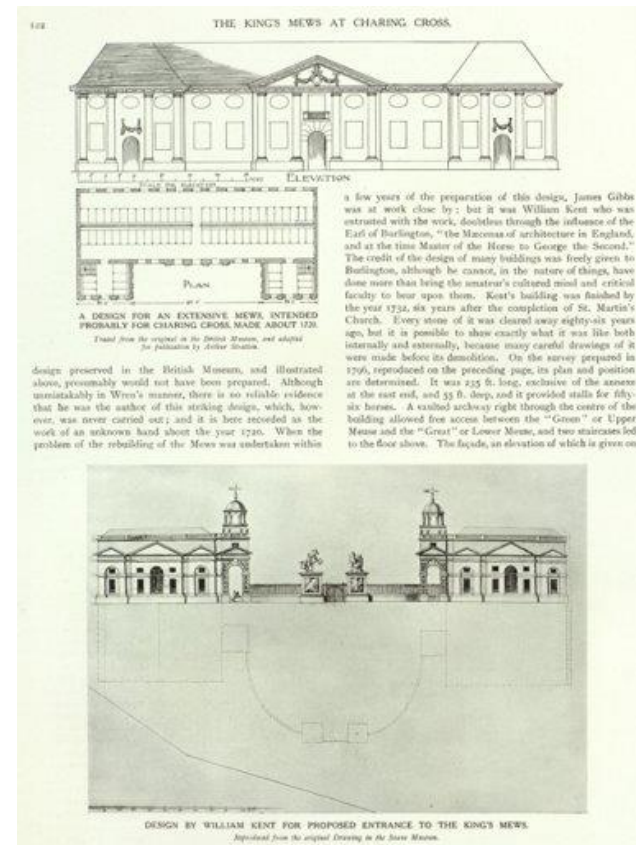 122
THE KING'S MEWS AT CHARING CROSS.
ELEVATION
SCALE FOR ELEVATION
PLAN
A DESIGN FOR AN EXTENSIVE MEWS, INTENDED
PROBABLY FOR CHARING CROSS, MADE ABOUT 1720.
Traced from the original in the British Museum, and adapted
for publication by Arthur Stratton.
design preserved in the British Museum, and illustrated
above, presumably would not have been prepared. Although
unmistakably in Wren's manner, there is no reliable evidence
that he was the author of this striking design, which, how-
ever, was never carried out; and it is here recorded as the
work of an unknown hand about the year 1720. When the
problem of the rebuilding of the Mews was undertaken within
a few years of the preparation of this design, James Gibbs
was at work close by: but it was William Kent who was
entrusted with the work, doubtless through the influence of the
Earl of Burlington, "the Mæcenas of architecture in England,
and at the time Master of the Horse to George the Second."
The credit of the design of many buildings was freely given to
Burlington, although he cannot, in the nature of things, have
done more than bring the amateur's cultured mind and critical
faculty to bear upon them. Kent's building was finished by
the year 1732, six years after the completion of St. Martin's
Church. Every stone of it was cleared away eighty-six years
ago, but it is possible to show exactly what it was like both
internally and externally, because many careful drawings of it
were made before its demolition. On the survey prepared in
1796, reproduced on the preceding page, its plan and position
are determined. It was 235 ft. long, exclusive of the annexe
at the east end, and 55 ft. deep, and it provided stalls for fifty-
six horses. A vaulted archway right through the centre of the
building allowed free access between the "Green" or Upper
Meuse and the "Great" or Lower Meuse, and two staircases led
to the floor above. The façade, an elevation of which is given on
DESIGN BY WILLIAM KENT FOR PROPOSED ENTRANCE TO THE KING'S MEWS.
Reproduced from the original Drawing in the Soane Museum.